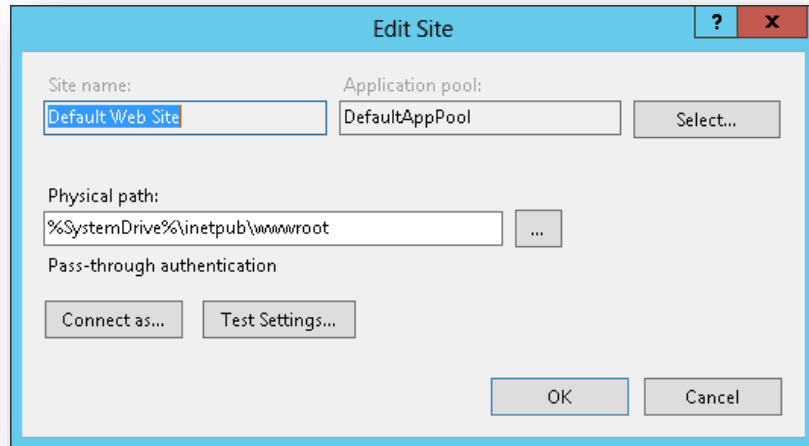 Edit Site
? x
Site name: Application pool:
Default Web Site DefaultAppPool Select...
Physical path:
%SystemDrive%\inetpub\wwwroot ...
Pass-through authentication
Connect as... Test Settings...
OK Cancel